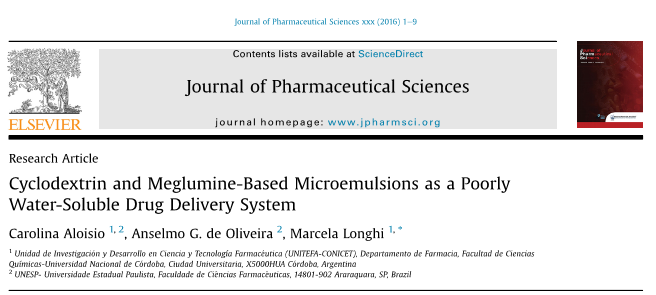 Journal of Pharmaceutical Sciences xxx (2016) 1–9
Contents lists available at ScienceDirect
Journal of Pharmaceutical Sciences
journal homepage: www.jpharmsci.org
ELSEVIER
Research Article
Cyclodextrin and Meglumine-Based Microemulsions as a Poorly
Water-Soluble Drug Delivery System
Carolina Aloisio 1, 2, Anselmo G. de Oliveira 2, Marcela Longhi 1, *
1 Unidad de Investigación y Desarrollo en Ciencia y Tecnología Farmacéutica (UNITEFA-CONICET), Departamento de Farmacia, Facultad de Ciencias
Químicas-Universidad Nacional de Córdoba, Ciudad Universitaria, X5000HUA Córdoba, Argentina
2 UNESP- Universidade Estadual Paulista, Faculdade de Ciências Farmacêuticas, 14801-902 Araraquara, SP, Brazil